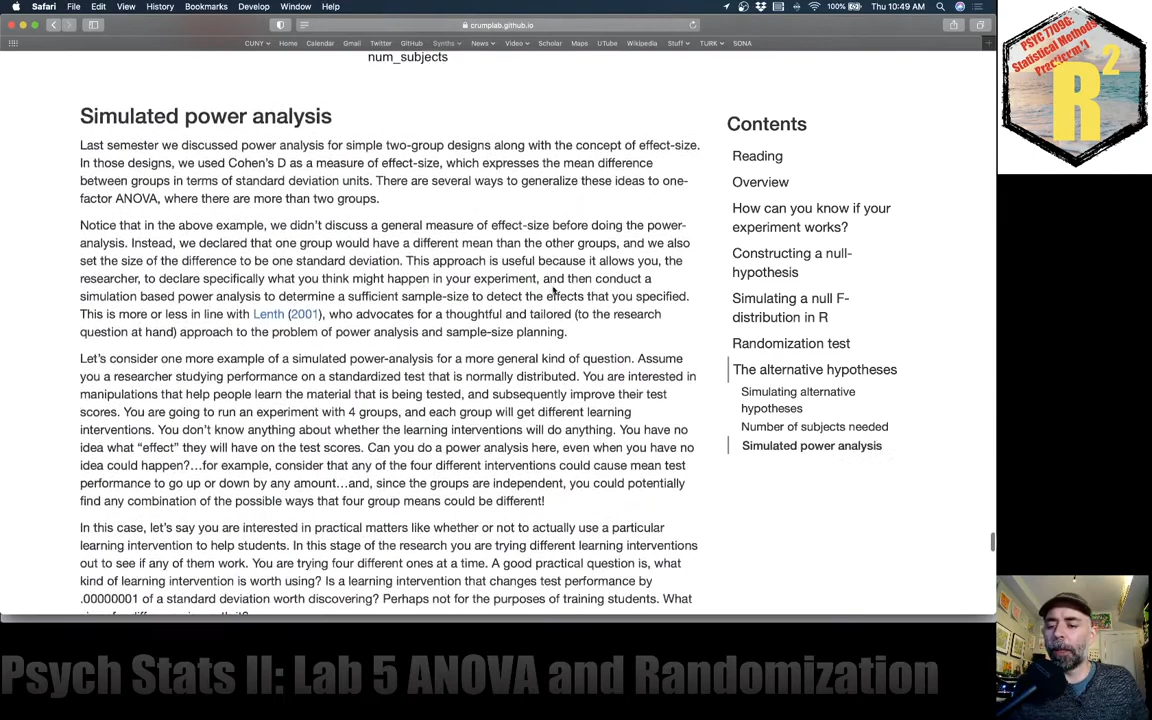 Safari File Edit View History Bookmarks Develop Window Help 100% Thu 10:49 AM
crumplab.github.io
CUNY Home Calendar Gmail Twitter GitHub Synths News Video Scholar Maps UTube Wikipedia Stuff TURK SONA
num_subjects
Simulated power analysis
Last semester we discussed power analysis for simple two-group designs along with the concept of effect-size.
In those designs, we used Cohen's D as a measure of effect-size, which expresses the mean difference
between groups in terms of standard deviation units. There are several ways to generalize these ideas to one-
factor ANOVA, where there are more than two groups.
Notice that in the above example, we didn't discuss a general measure of effect-size before doing the power-
analysis. Instead, we declared that one group would have a different mean than the other groups, and we also
set the size of the difference to be one standard deviation. This approach is useful because it allows you, the
researcher, to declare specifically what you think might happen in your experiment, and then conduct a
simulation based power analysis to determine a sufficient sample-size to detect the effects that you specified.
This is more or less in line with Lenth (2001), who advocates for a thoughtful and tailored (to the research
question at hand) approach to the problem of power analysis and sample-size planning.
Let's consider one more example of a simulated power-analysis for a more general kind of question. Assume
you a researcher studying performance on a standardized test that is normally distributed. You are interested in
manipulations that help people learn the material that is being tested, and subsequently improve their test
scores. You are going to run an experiment with 4 groups, and each group will get different learning
interventions. You don't know anything about whether the learning interventions will do anything. You have no
idea what “effect” they will have on the test scores. Can you do a power analysis here, even when you have no
idea could happen?…for example, consider that any of the four different interventions could cause mean test
performance to go up or down by any amount…and, since the groups are independent, you could potentially
find any combination of the possible ways that four group means could be different!
In this case, let's say you are interested in practical matters like whether or not to actually use a particular
learning intervention to help students. In this stage of the research you are trying different learning interventions
out to see if any of them work. You are trying four different ones at a time. A good practical question is, what
kind of learning intervention is worth using? Is a learning intervention that changes test performance by
.00000001 of a standard deviation worth discovering? Perhaps not for the purposes of training students. What
Contents
Reading
Overview
How can you know if your
experiment works?
Constructing a null-
hypothesis
Simulating a null F-
distribution in R
Randomization test
The alternative hypotheses
Simulating alternative
hypotheses
Number of subjects needed
Simulated power analysis
PSYC 7709G:
Statistical Methods
Practicum 1
R2
Psych Stats II: Lab 5 ANOVA and Randomization